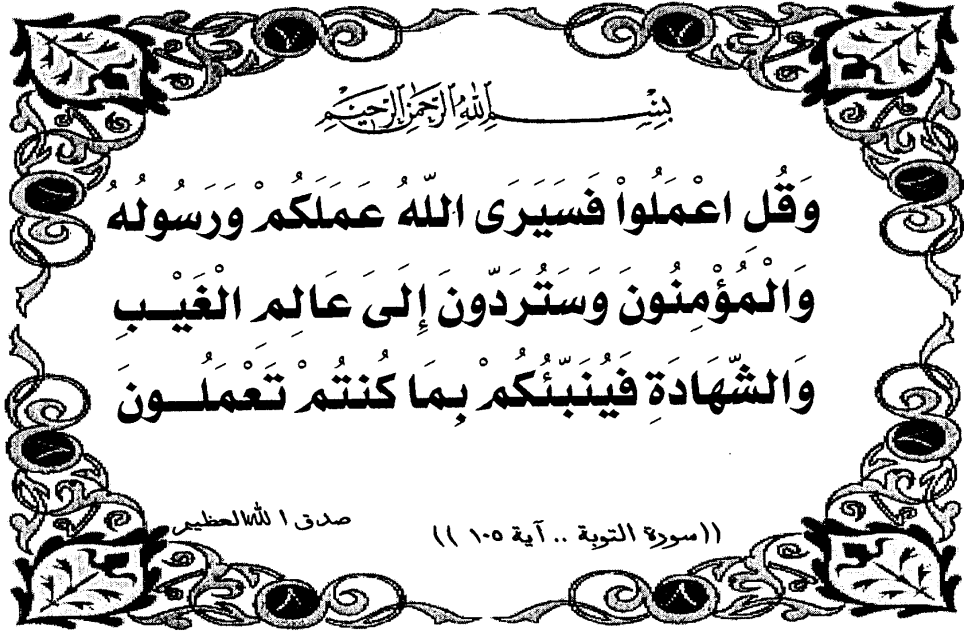 بِسْمِ اللَّهِ الرَّحْمَٰنِ الرَّحِيمِ
وَقُلِ اعْمَلُواْ فَسَيَرَى اللّهُ عَمَلَكُمْ وَرَسُولُهُ
وَالْمُؤْمِنُونَ وَسَتُرَدّونَ إِلَىَ عَالِمِ الْغَيْبِ
وَالشّهَادَةِ فَيُنَبّئُكُمْ بِمَا كُنتُمْ تَعْمَلُونَ
((سورة التوبة .. آية ١٠٥ ))
صدق الله العظيم